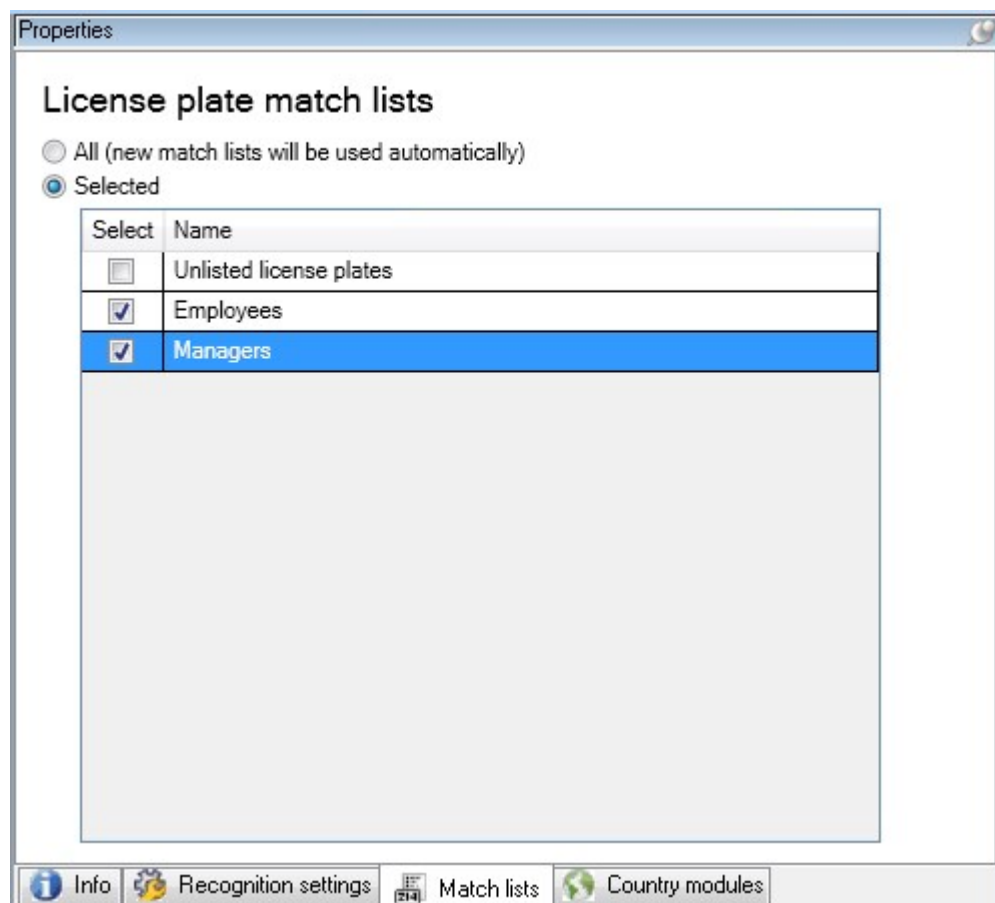 Properties
License plate match lists
All (new match lists will be used automatically)
Selected
Select Name
Unlisted license plates
Employees
Managers
Info Recognition settings Match lists Country modules